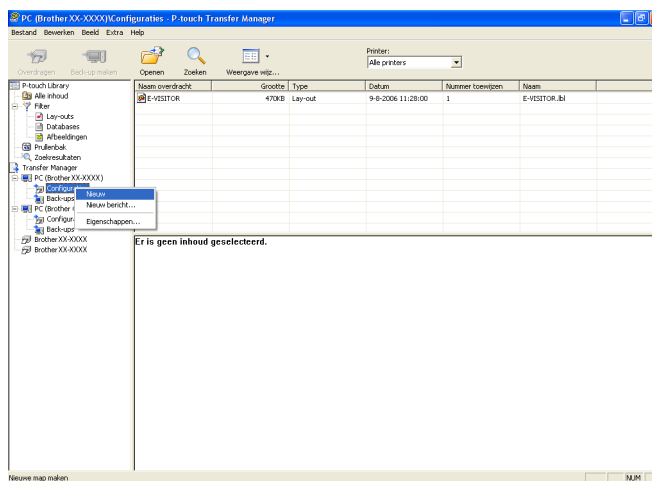 PC (Brother XX-XXXX)\Configuraties - P-touch Transfer Manager
Bestand Bewerken Beeld Extra Help
Overdragen Back-up maken Openen Zoeken Weergave wijz...
Printer:
Alle printers
P-touch Library
Alle inhoud
Filter
Lay-outs
Databases
Afbeeldingen
Prullenbak
Zoekresultaten
Transfer Manager
PC (Brother XX-XXXX)
Back-ups
PC (Brother
Back-ups
Brother XX-XXXX
Brother XX-XXXX
Nieuw
Nieuw bericht...
Eigenschappen...
Naam overdracht Grootte Type Datum Nummer toewijzen Naam
E-VISITOR 470KB Lay-out 9-8-2006 11:28:00 1 E-VISITOR.lbl
Er is geen inhoud geselecteerd.
Nieuwe map maken NUM